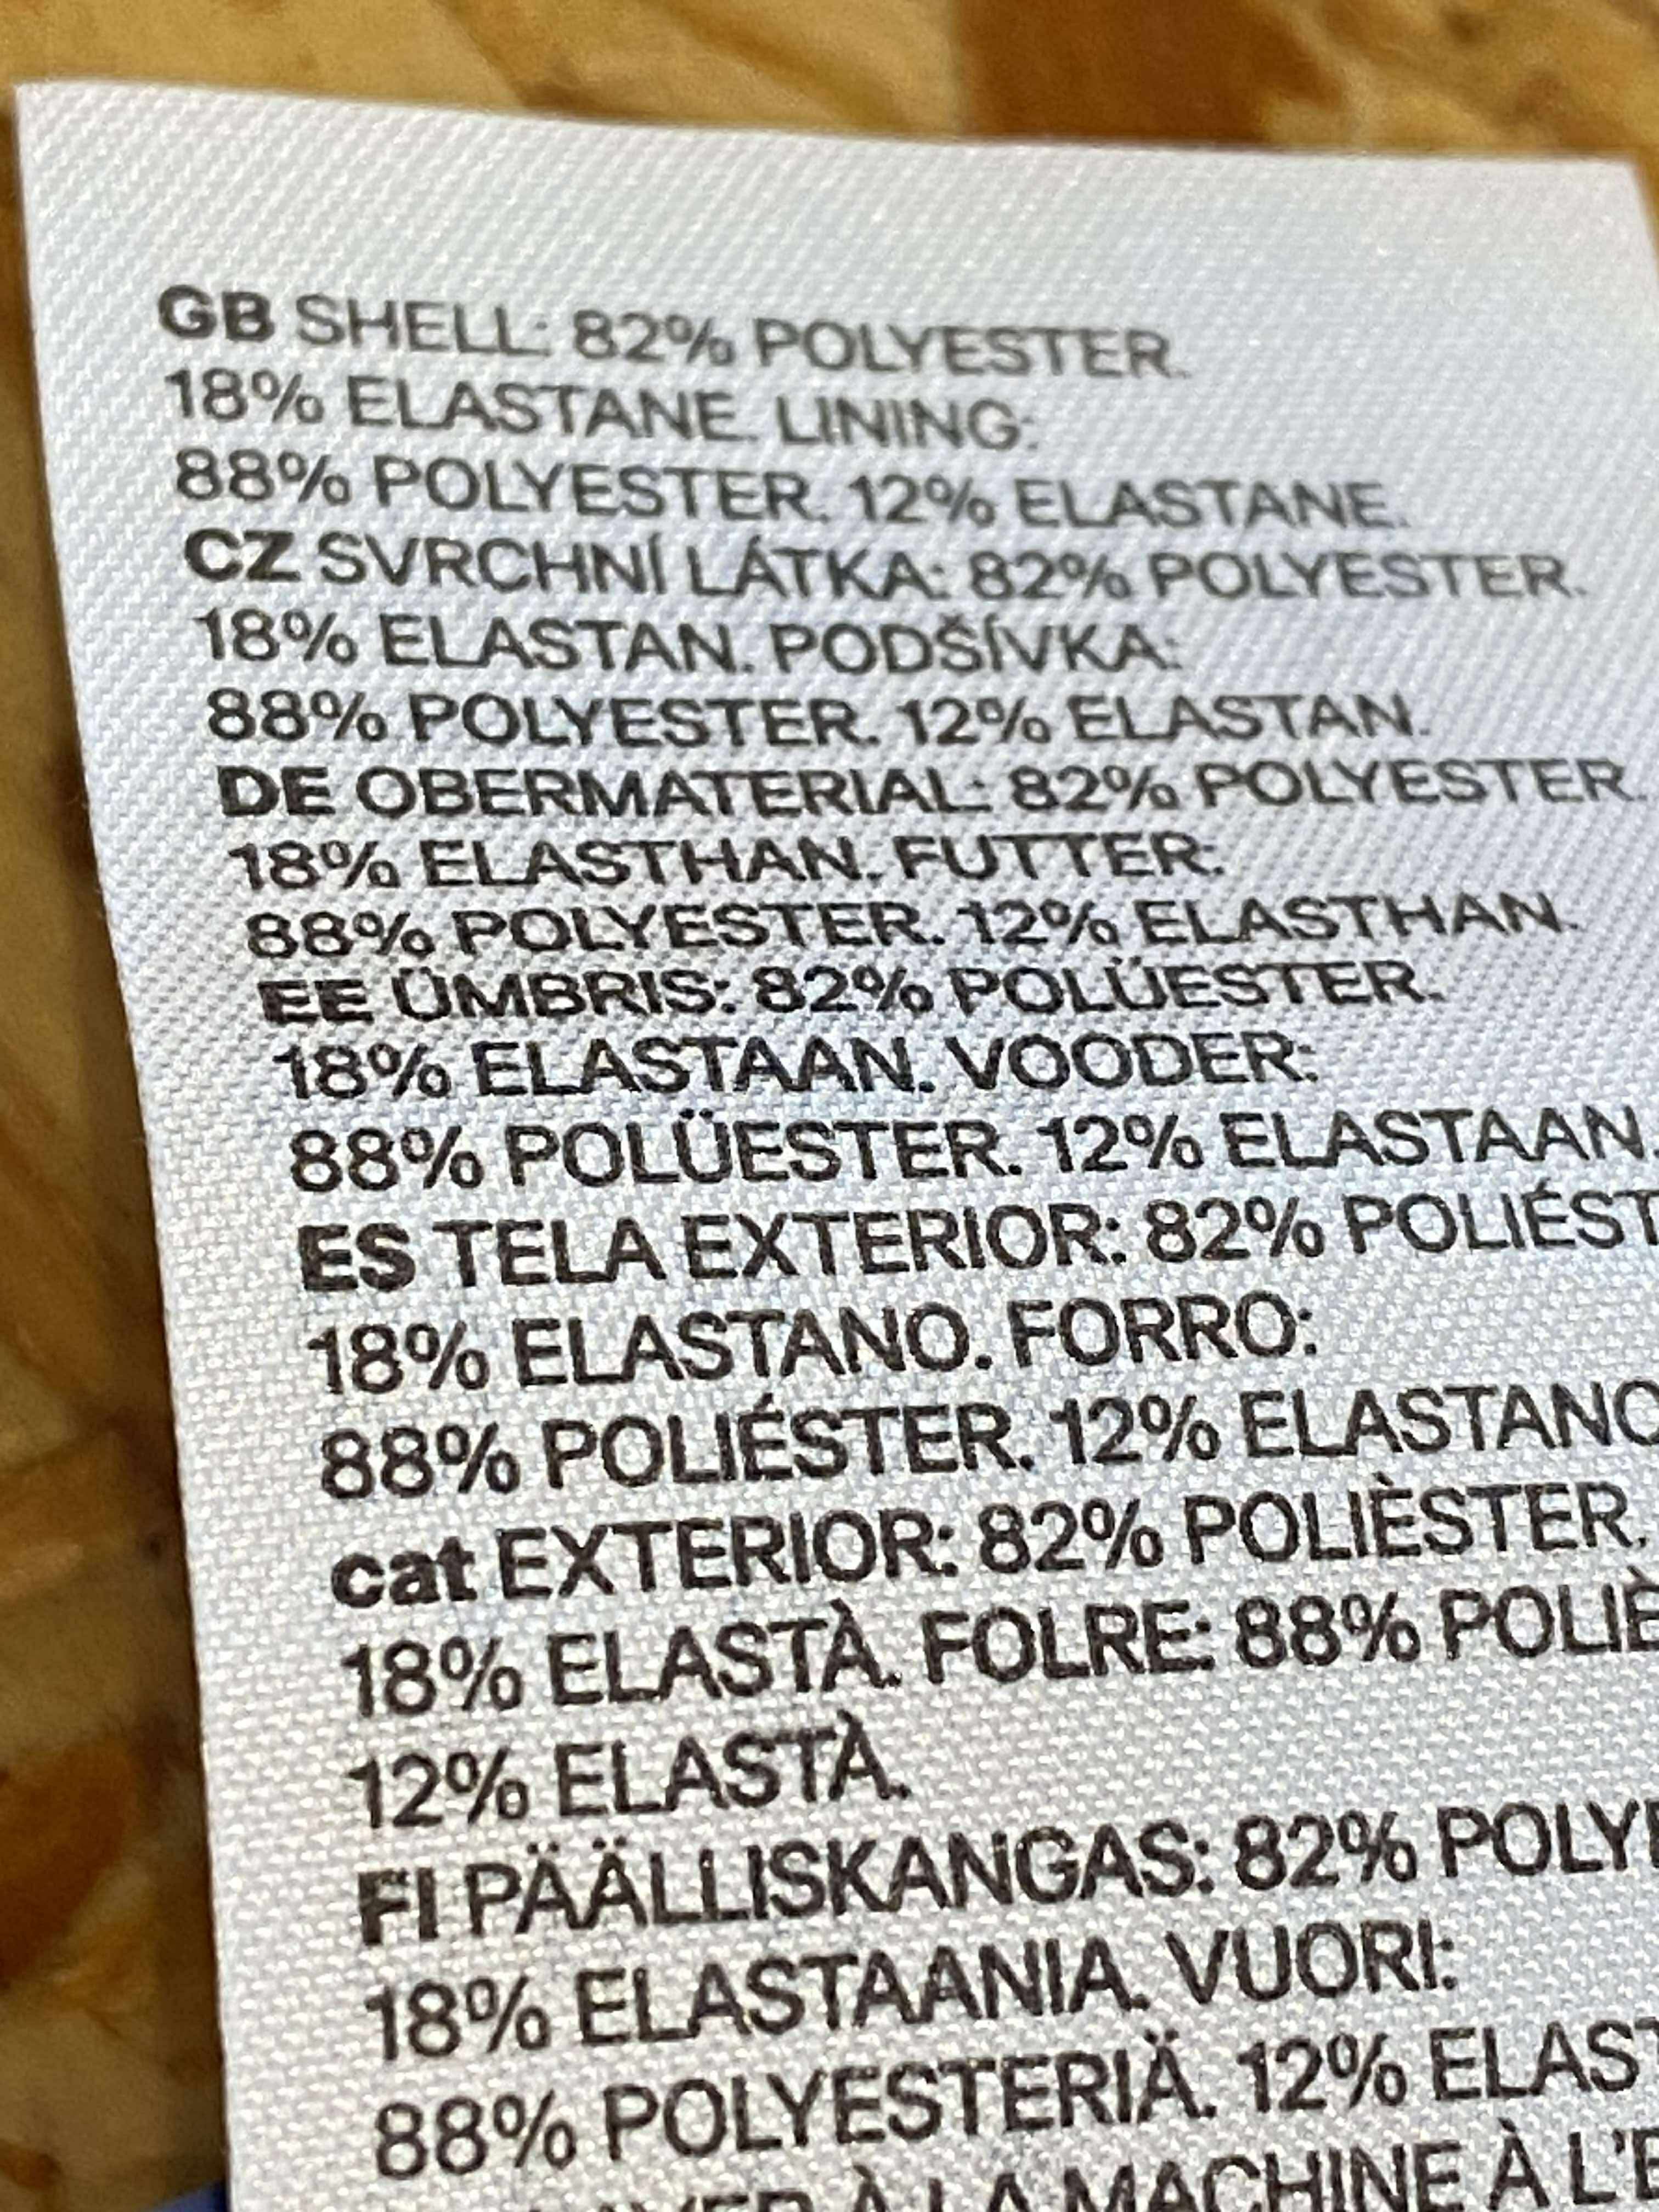 GB SHELL: 82% POLYESTER.
18% ELASTANE. LINING:
88% POLYESTER. 12% ELASTANE.
CZ SVRCHNÍ LÁTKA: 82% POLYESTER.
18% ELASTAN. PODŠÍVKA:
88% POLYESTER. 12% ELASTAN.
DE OBERMATERIAL: 82% POLYESTER.
18% ELASTHAN. FUTTER:
88% POLYESTER. 12% ELASTHAN.
EE ÜMBRIS: 82% POLÜESTER.
18% ELASTAAN. VOODER:
88% POLÜESTER. 12% ELASTAAN.
ES TELA EXTERIOR: 82% POLIÉST
18% ELASTANO. FORRO:
88% POLIÉSTER. 12% ELASTANO
cat EXTERIOR: 82% POLIÈSTER.
18% ELASTÀ. FOLRE: 88% POLIÈ
12% ELASTÀ.
FI PÄÄLLISKANGAS: 82% POLYE
18% ELASTAANIA. VUORI:
88% POLYESTERIÄ. 12% ELAST
À LA MACHINE À L'E